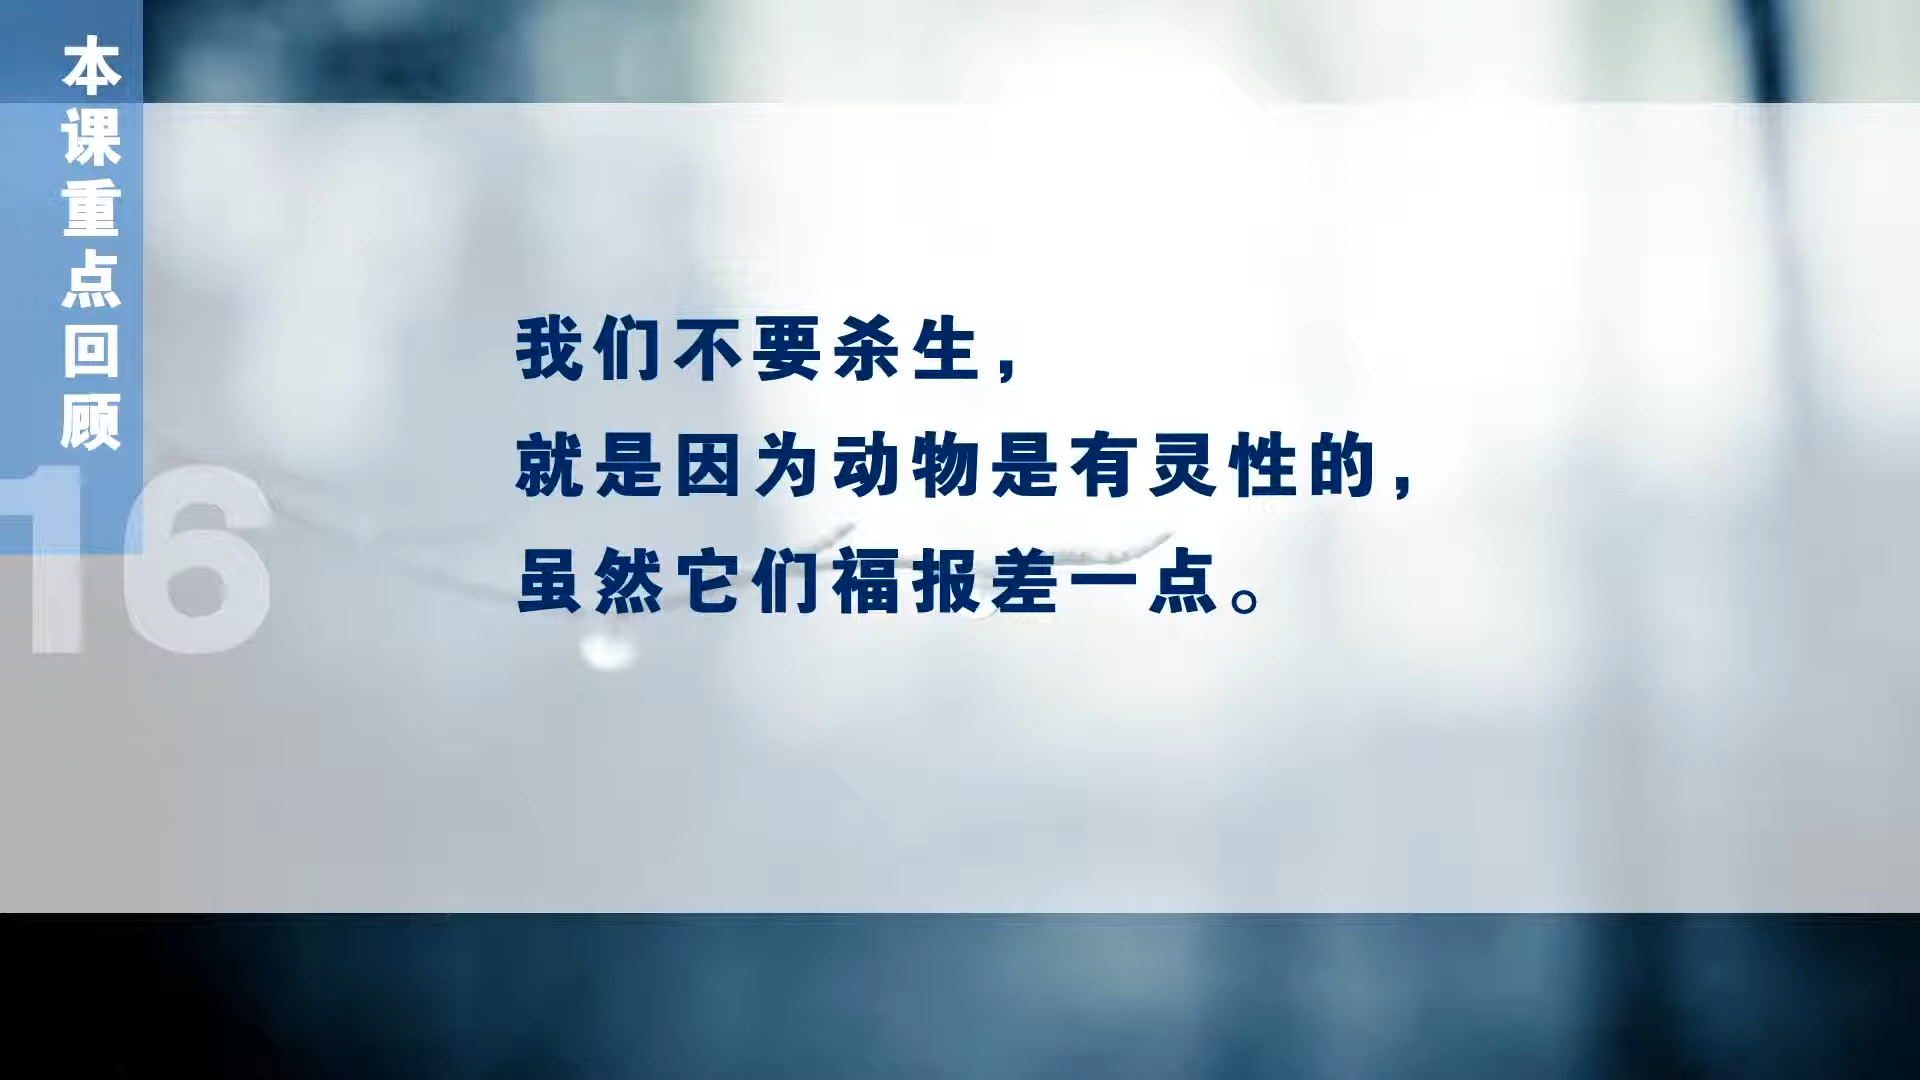 本课重点回顾
16
我们不要杀生，
就是因为动物是有灵性的，
虽然它们福报差一点。